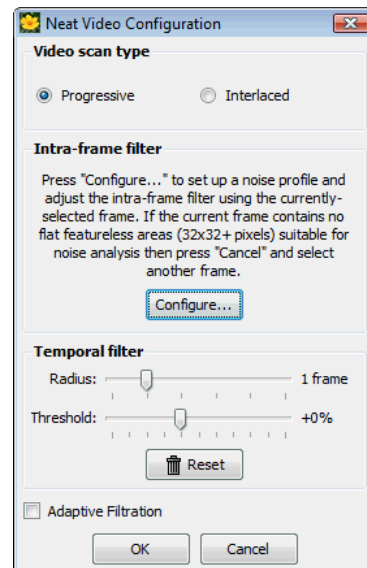 Neat Video Configuration
Video scan type
Progressive
Interlaced
Intra-frame filter
Press "Configure..." to set up a noise profile and
adjust the intra-frame filter using the currently-
selected frame. If the current frame contains no
flat featureless areas (32x32+ pixels) suitable for
noise analysis then press "Cancel" and select
another frame.
Configure...
Temporal filter
Radius: 1 frame
Threshold: +0%
Reset
Adaptive Filtration
OK
Cancel